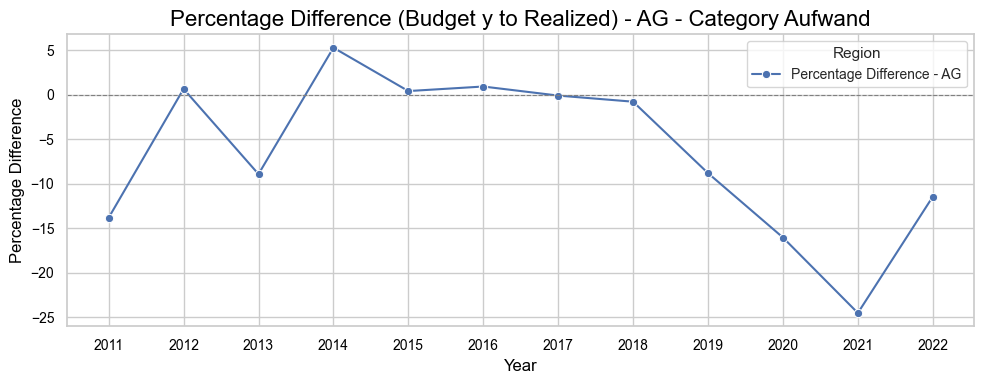 Percentage Difference (Budget y to Realized) - AG - Category Aufwand
Region
Percentage Difference - AG
Percentage Difference
5
0
−5
−10
−15
−20
−25
2011 2012 2013 2014 2015 2016 2017 2018 2019 2020 2021 2022
Year